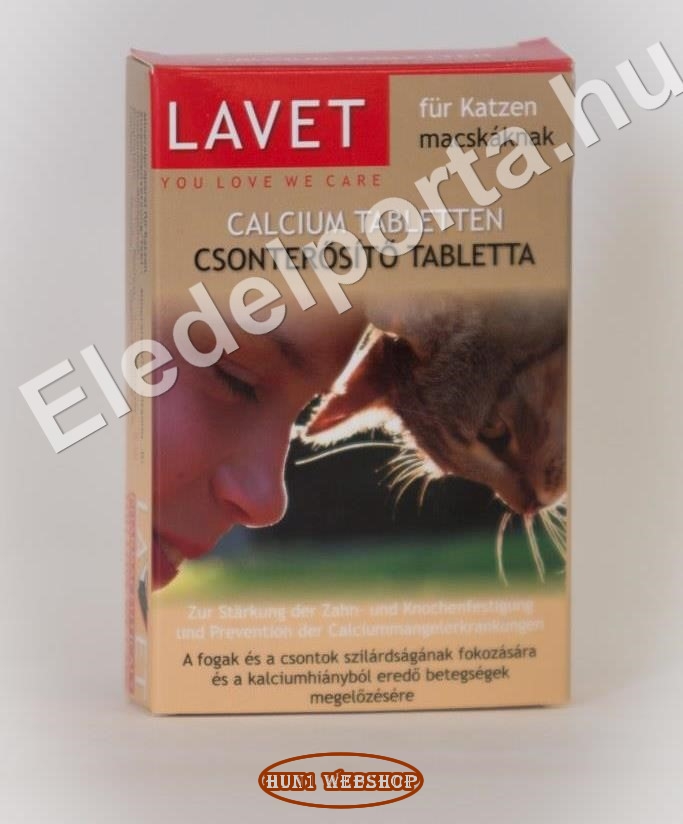 LAVET
für Katzen
macskáknak
YOU LOVE WE CARE
CALCIUM TABLETTEN
CSONTERŐSÍTŐ TABLETTA
Eledelporta.hu
Zur Stärkung der Zahn- und Knochenfestigung
und Prevention der Calciummangelerkrankungen
A fogak és a csontok szilárdságának fokozására
és a kalciumhiányból eredő betegségek
megelőzésére
HUN1 WEBSHOP